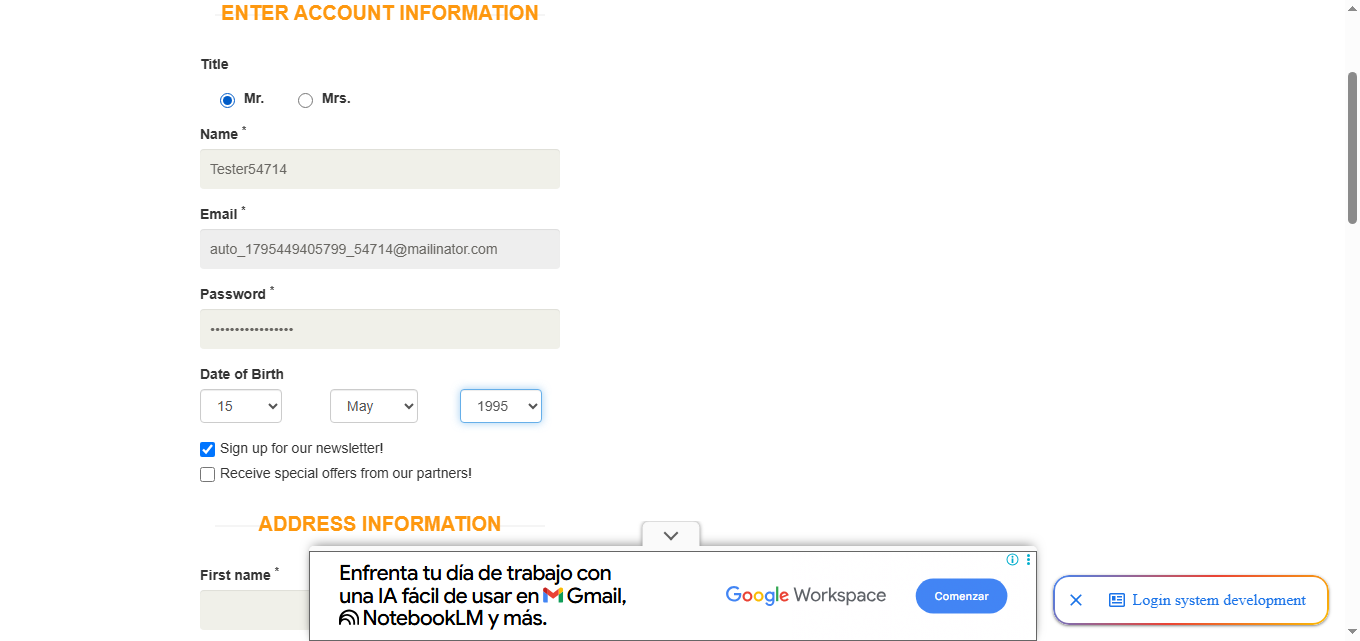 ENTER ACCOUNT INFORMATION
Title
Mr. Mrs.
Name *
Tester54714
Email *
auto_1795449405799_54714@mailinator.com
Password *
•••••••••••••••••
Date of Birth
15 May 1995
Sign up for our newsletter!
Receive special offers from our partners!
ADDRESS INFORMATION
First name *
Enfrenta tu día de trabajo con
una IA fácil de usar en Gmail,
NotebookLM y más.
Google Workspace
Comenzar
Login system development